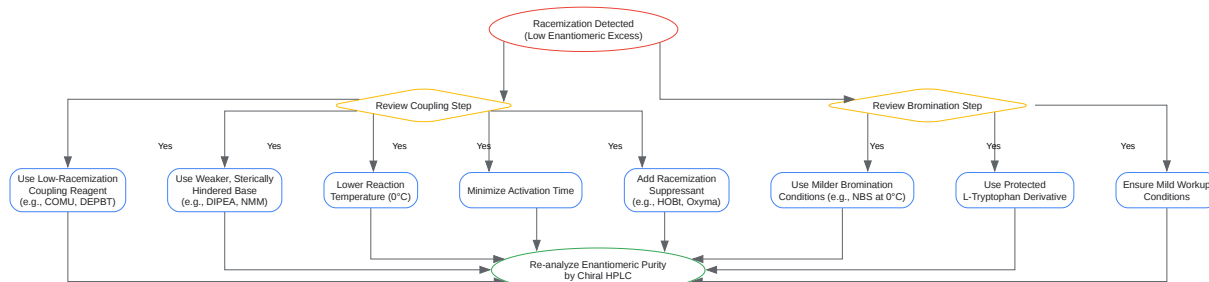 Racemization Detected
(Low Enantiomeric Excess)
Review Coupling Step
Review Bromination Step
Yes
Yes
Yes
Yes
Yes
Yes
Yes
Yes
Use Low-Racemization
Coupling Reagent
(e.g., COMU, DEPBT)
Use Weaker, Sterically
Hindered Base
(e.g., DIPEA, NMM)
Lower Reaction
Temperature (0°C)
Minimize Activation Time
Add Racemization
Suppressant
(e.g., HOBt, Oxyma)
Use Milder Bromination
Conditions (e.g., NBS at 0°C)
Use Protected
L-Tryptophan Derivative
Ensure Mild Workup
Conditions
Re-analyze Enantiomeric Purity
by Chiral HPLC